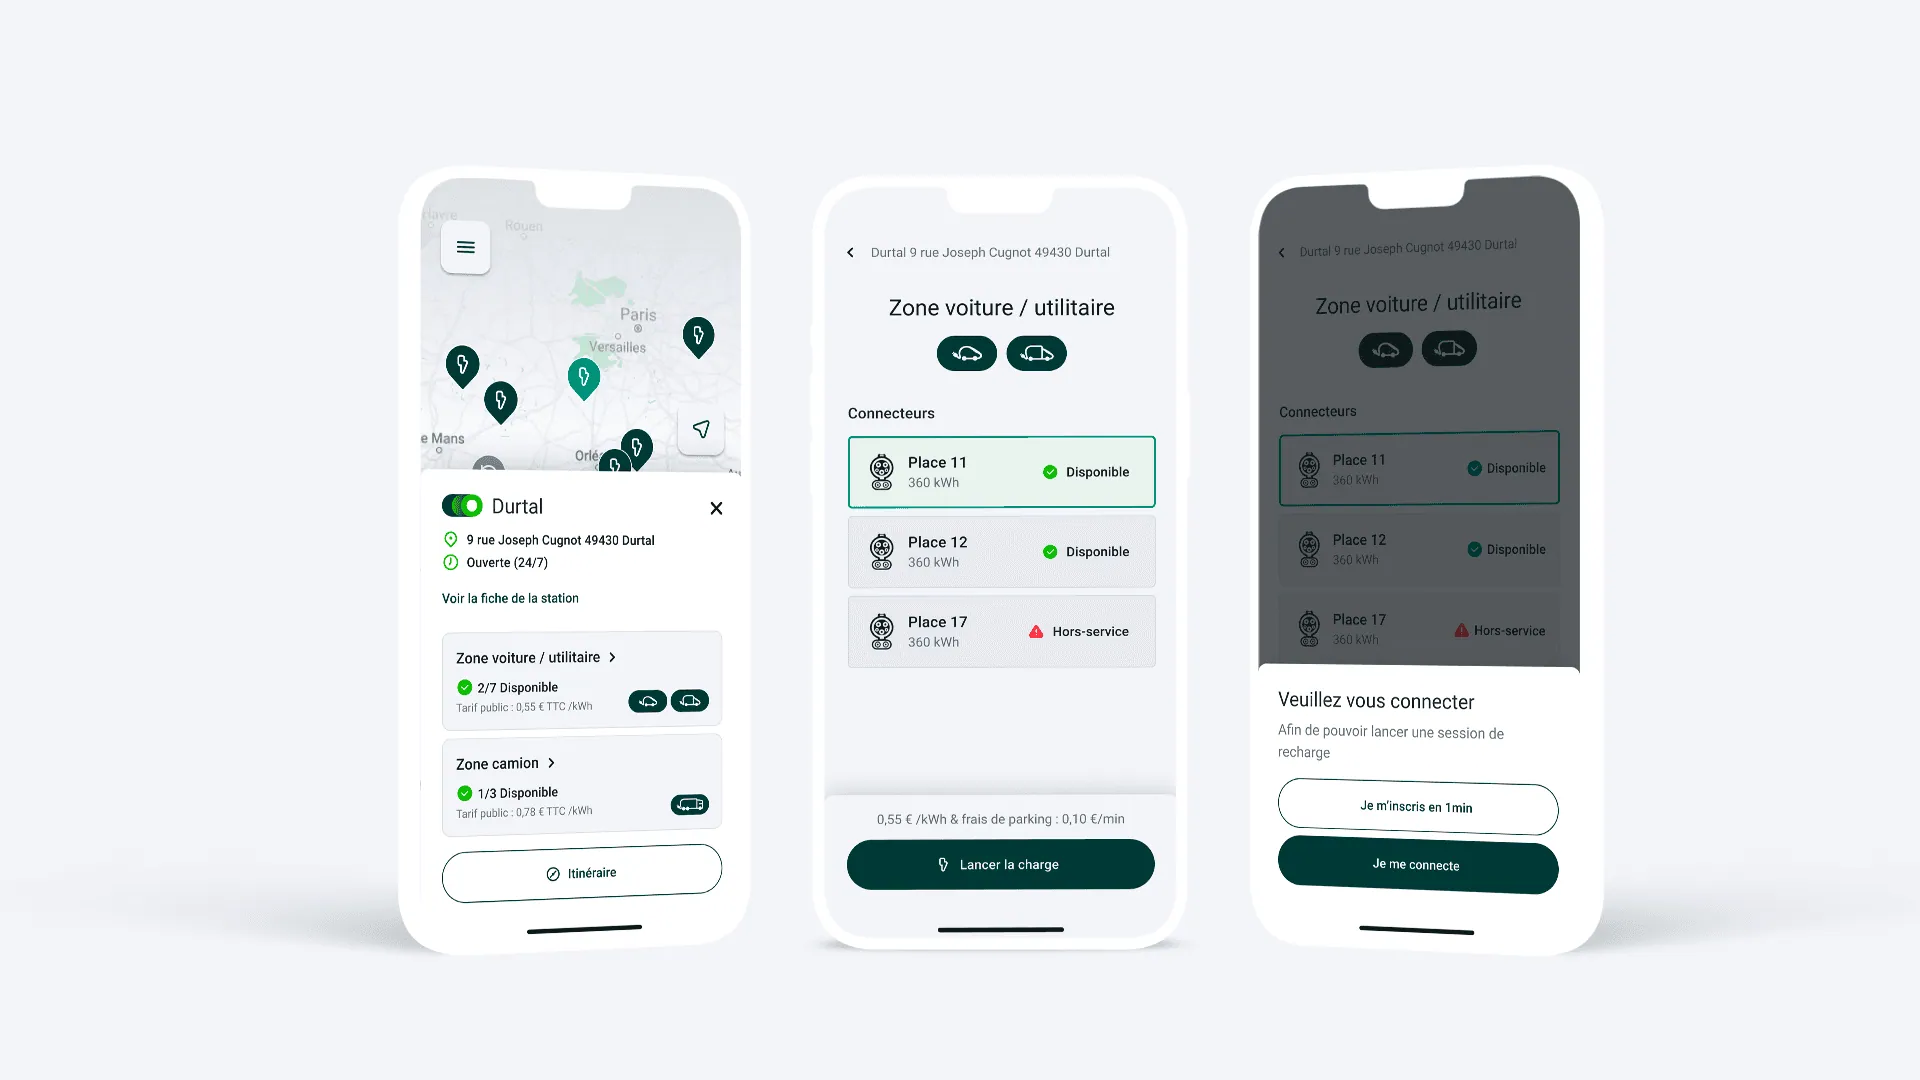 Rouen
Paris
Versailles
e Mans
Orlé
Durtal
9 rue Joseph Cugnot 49430 Durtal
Ouverte (24/7)
Voir la fiche de la station
Zone voiture / utilitaire
2/7 Disponible
Tarif public : 0,55 € TTC /kWh
Zone camion
1/3 Disponible
Tarif public : 0,78 € TTC /kWh
Itinéraire
Durtal 9 rue Joseph Cugnot 49430 Durtal
Zone voiture / utilitaire
Connecteurs
Place 11
360 kWh
Disponible
Place 12
360 kWh
Disponible
Place 17
360 kWh
Hors-service
0,55 € /kWh & frais de parking : 0,10 €/min
Lancer la charge
Durtal 9 rue Joseph Cugnot 49430 Durtal
Zone voiture / utilitaire
Connecteurs
Place 11
360 kWh
Disponible
Place 12
360 kWh
Disponible
Place 17
360 kWh
Hors-service
Veuillez vous connecter
Afin de pouvoir lancer une session de
recharge
Je m'inscris en 1min
Je me connecte